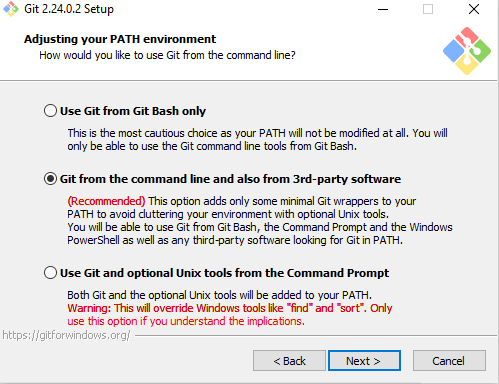 Git 2.24.0.2 Setup
Adjusting your PATH environment
How would you like to use Git from the command line?
Use Git from Git Bash only
This is the most cautious choice as your PATH will not be modified at all. You will
only be able to use the Git command line tools from Git Bash.
Git from the command line and also from 3rd-party software
(Recommended) This option adds only some minimal Git wrappers to your
PATH to avoid cluttering your environment with optional Unix tools.
You will be able to use Git from Git Bash, the Command Prompt and the Windows
PowerShell as well as any third-party software looking for Git in PATH.
Use Git and optional Unix tools from the Command Prompt
Both Git and the optional Unix tools will be added to your PATH.
Warning: This will override Windows tools like "find" and "sort". Only
use this option if you understand the implications.
https://gitforwindows.org/
< Back Next > Cancel